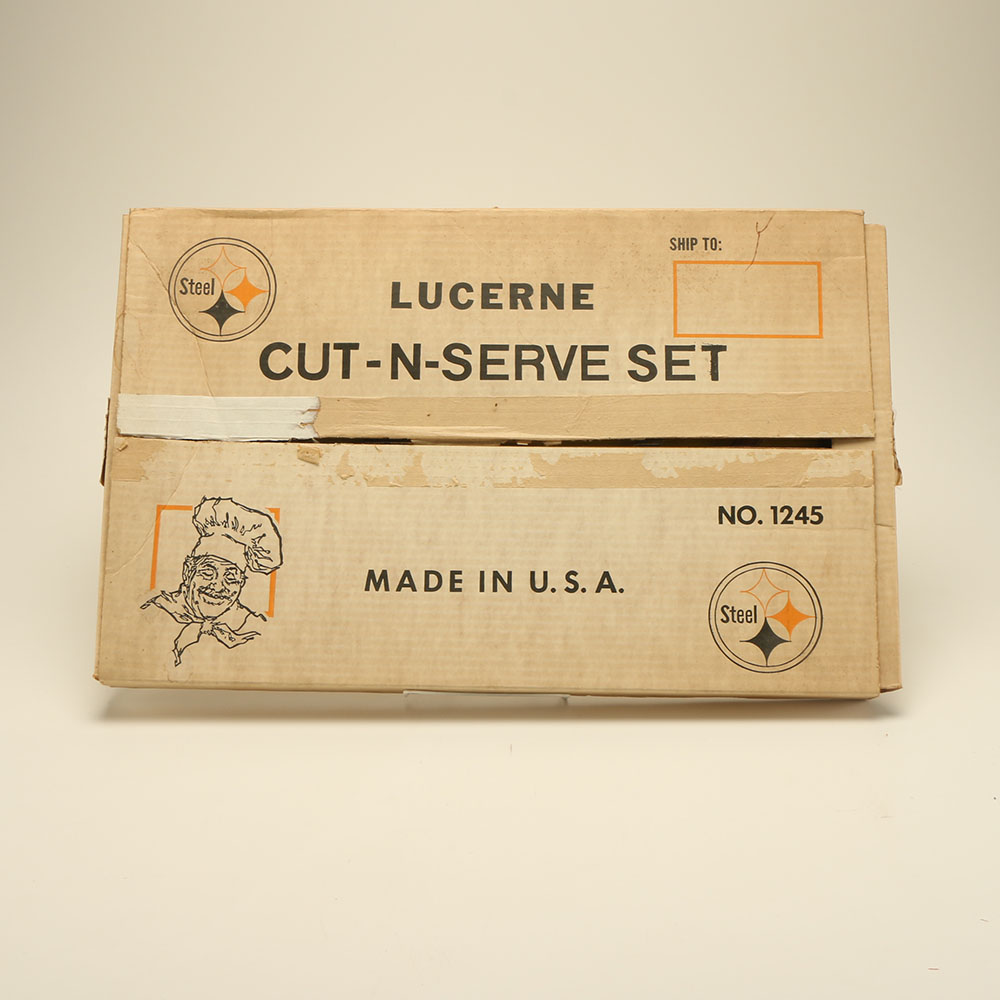 Steel
SHIP TO:
LUCERNE
CUT-N-SERVE SET
NO. 1245
MADE IN U.S.A.
Steel